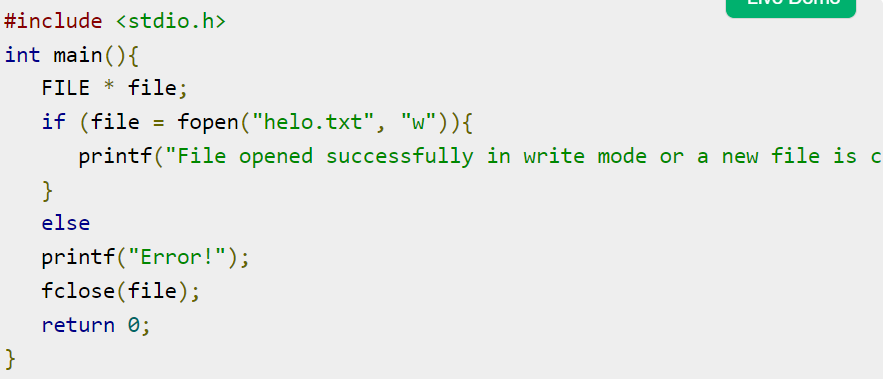 Live Demo
#include <stdio.h>
int main(){
   FILE * file;
   if (file = fopen("helo.txt", "w")){
      printf("File opened successfully in write mode or a new file is c
   }
   else
   printf("Error!");
   fclose(file);
   return 0;
}